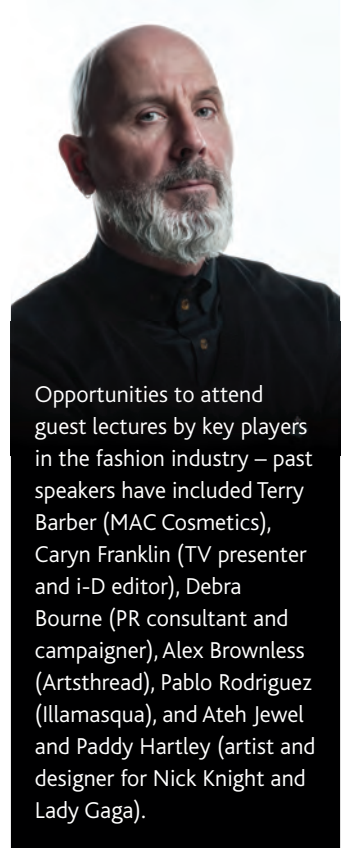 Opportunities to attend
guest lectures by key players
in the fashion industry – past
speakers have included Terry
Barber (MAC Cosmetics),
Caryn Franklin (TV presenter
and i-D editor), Debra
Bourne (PR consultant and
campaigner), Alex Brownless
(Artsthread), Pablo Rodriguez
(Illamasqua), and Ateh Jewel
and Paddy Hartley (artist and
designer for Nick Knight and
Lady Gaga).